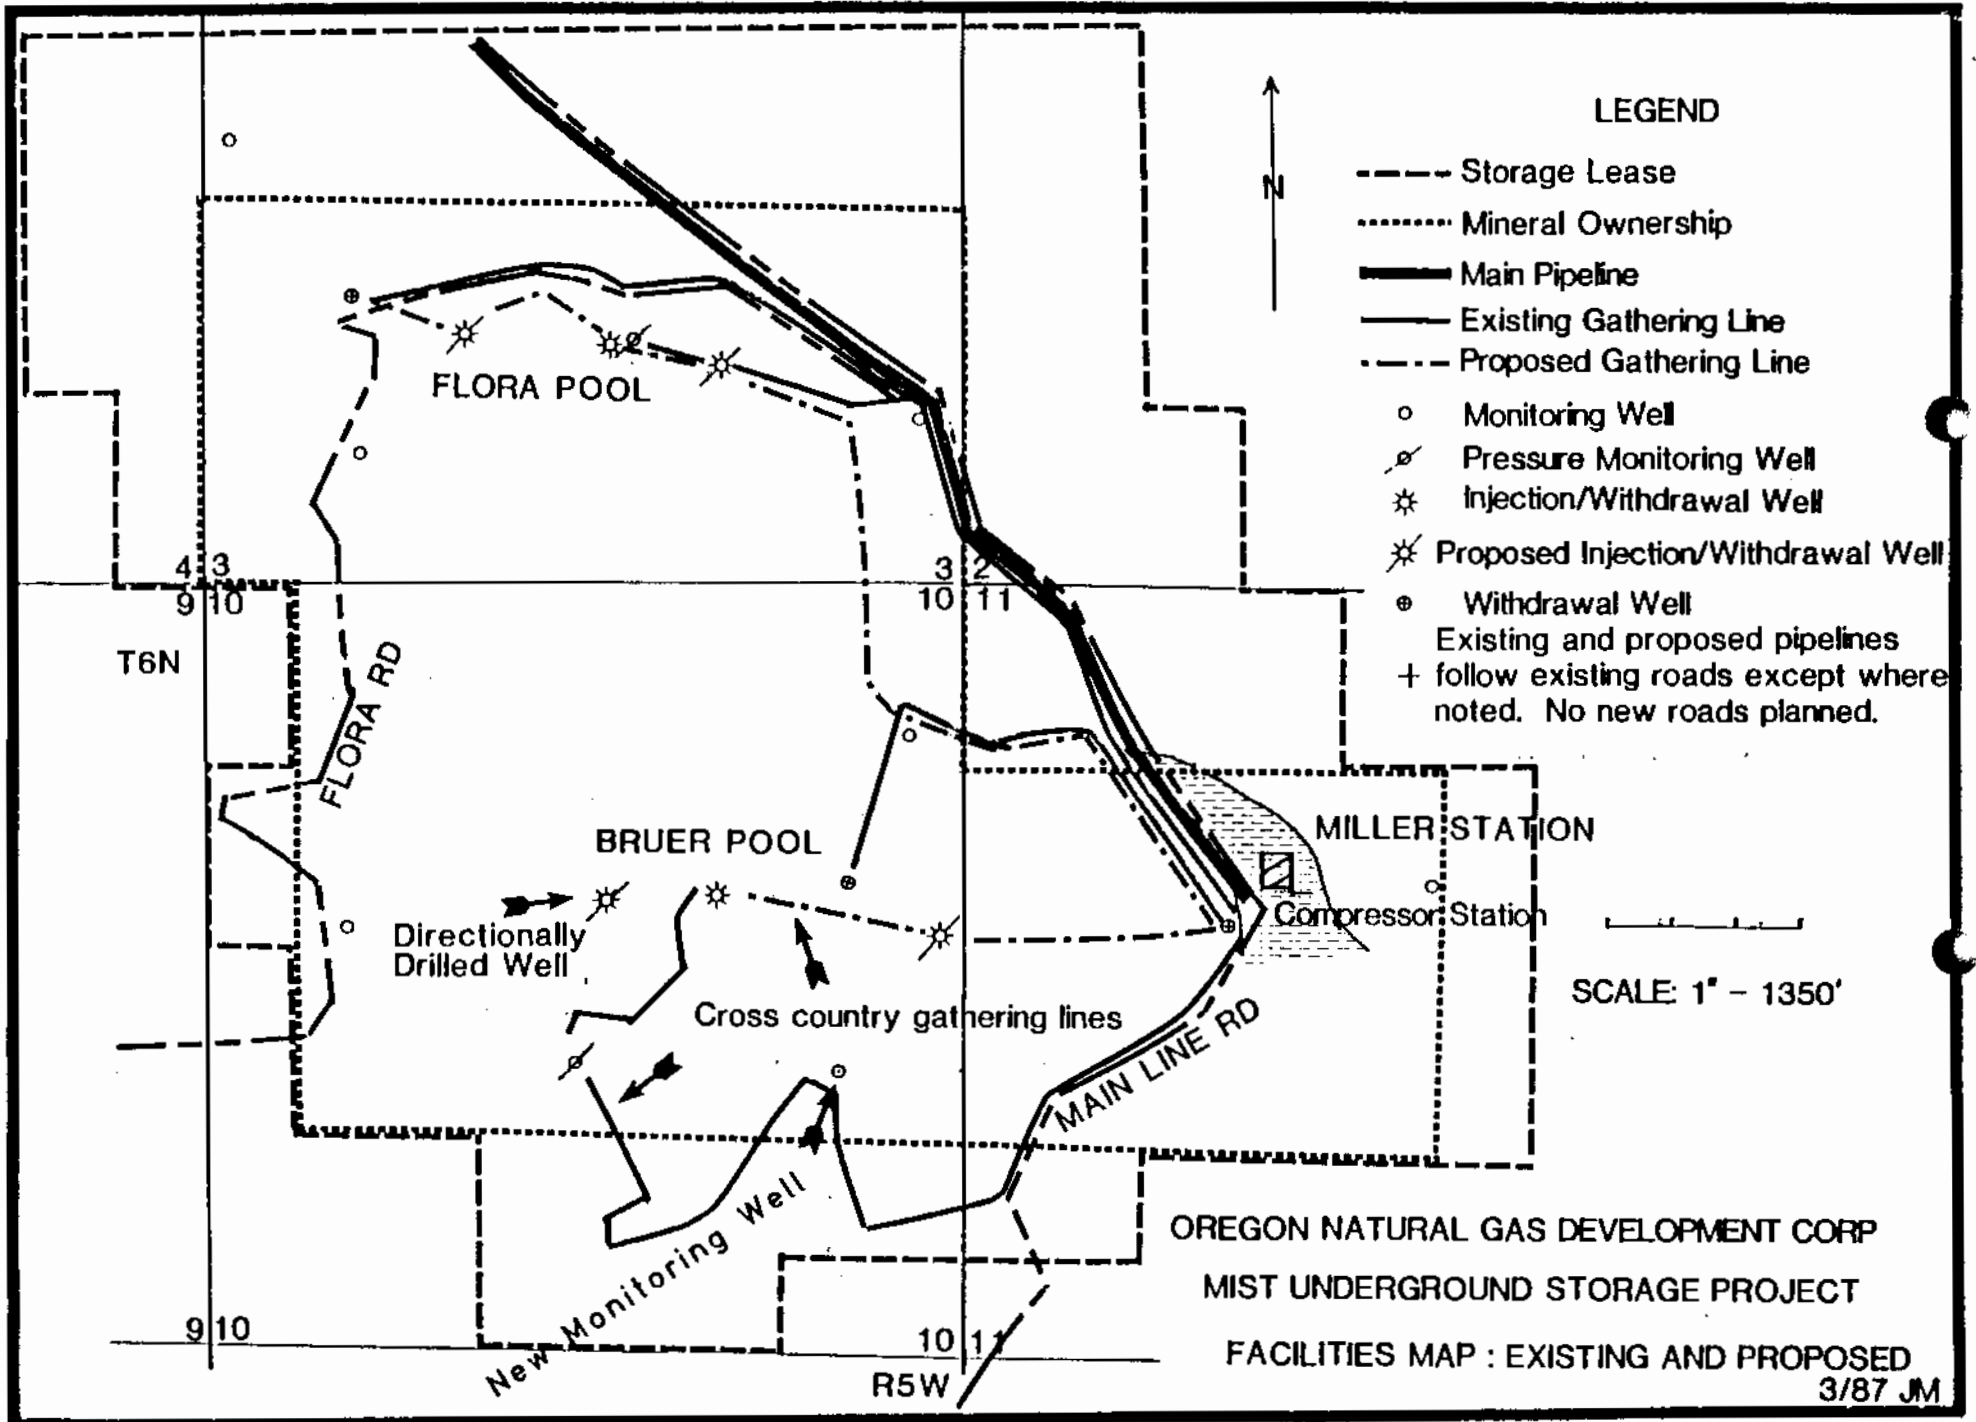 LEGEND
N
Storage Lease
Mineral Ownership
Main Pipeline
Existing Gathering Line
Proposed Gathering Line
Monitoring Well
Pressure Monitoring Well
Injection/Withdrawal Well
Proposed Injection/Withdrawal Well
Withdrawal Well
Existing and proposed pipelines
+ follow existing roads except where
noted. No new roads planned.
FLORA POOL
4 3
9 10
3 2
10 11
T6N
FLORA RD
BRUER POOL
MILLER STATION
Compressor Station
Directionally
Drilled Well
Cross country gathering lines
SCALE: 1" - 1350'
MAIN LINE RD
New Monitoring Well
9 10
10 11
R5W
OREGON NATURAL GAS DEVELOPMENT CORP
MIST UNDERGROUND STORAGE PROJECT
FACILITIES MAP : EXISTING AND PROPOSED
3/87 JM